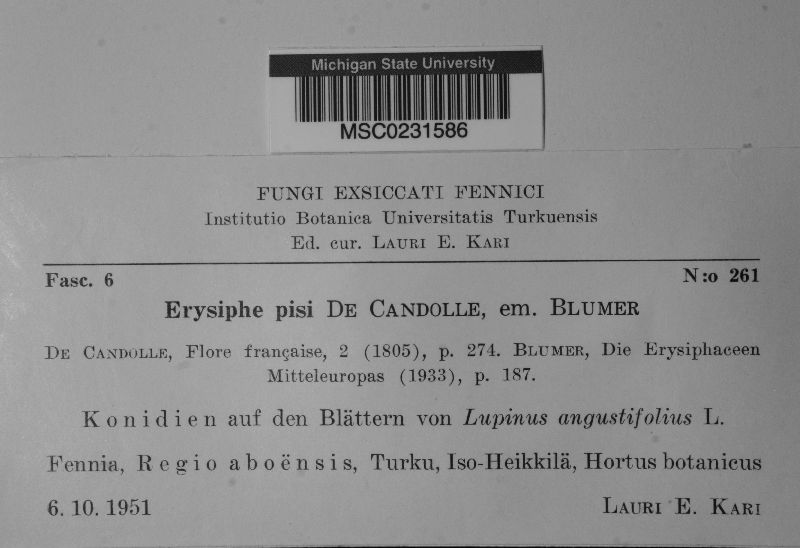 Michigan State University
MSC0231586
FUNGI EXSICCATI FENNICI
Institutio Botanica Universitatis Turkuensis
Ed. cur. LAURI E. KARI
Fasc. 6 N:o 261
Erysiphe pisi DE CANDOLLE, em. BLUMER
DE CANDOLLE, Flore française, 2 (1805), p. 274. BLUMER, Die Erysiphaceen
Mitteleuropas (1933), p. 187.
Konidien auf den Blättern von Lupinus angustifolius L.
Fennia, Regio aboënsis, Turku, Iso-Heikkilä, Hortus botanicus
6. 10. 1951 LAURI E. KARI